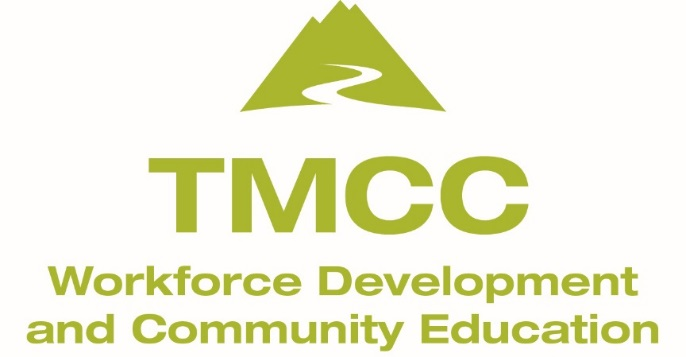 TMCC
Workforce Development
and Community Education